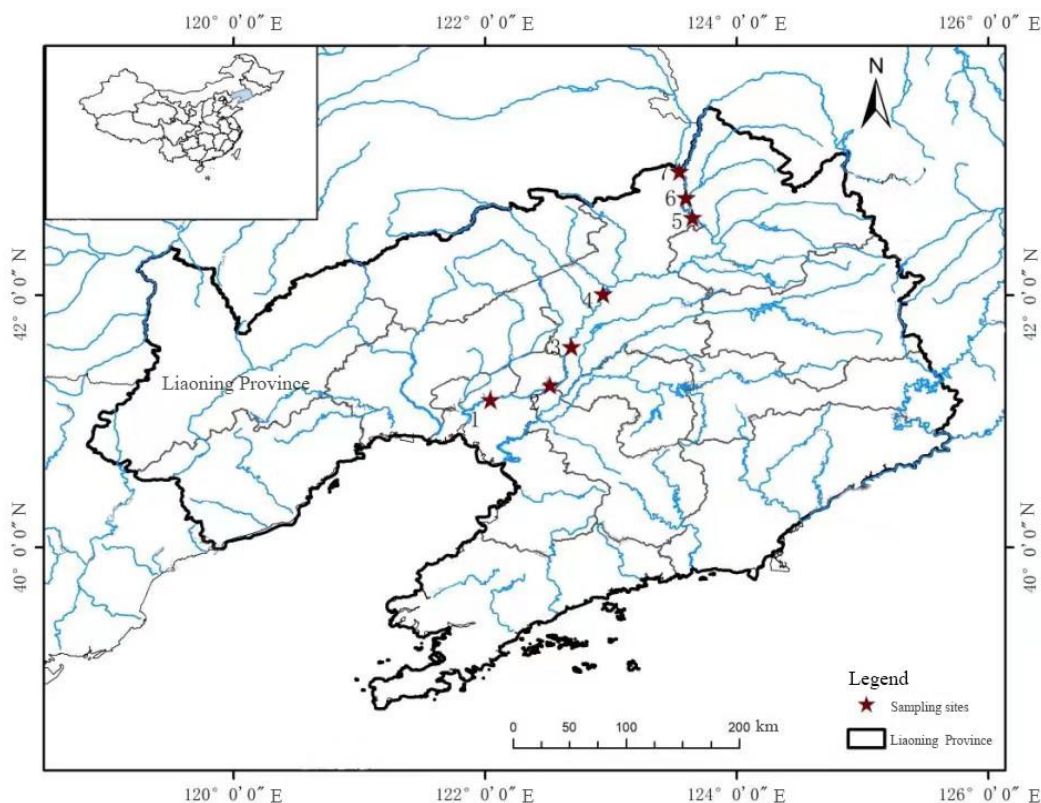 120° 0′0″ E 122° 0′0″ E 124° 0′0″ E 126° 0′0″ E
N
7
6
5
42° 0′0″ N
42° 0′0″ N
4
3
Liaoning Province
2
1
40° 0′0″ N
40° 0′0″ N
Legend
Sampling sites
Liaoning Province
0 50 100 200 km
120° 0′0″ E 122° 0′0″ E 124° 0′0″ E 126° 0′0″ E